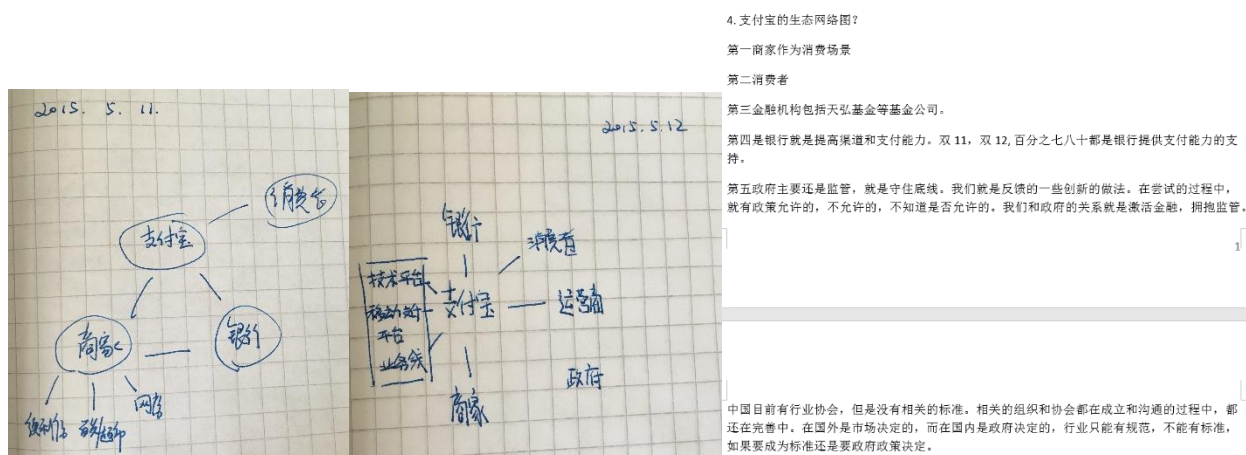 2015. 5. 11.
消费者
支付宝
商家
银行
便利店 百货超市 网店
2015.5.12
银行
消费者
技术平台
移动支付
平台
业务线
支付宝
运营商
政府
商家
4. 支付宝的生态网络图?
第一商家作为消费场景
第二消费者
第三金融机构包括天弘基金等基金公司。
第四是银行就是提高渠道和支付能力。双 11，双 12, 百分之七八十都是银行提供支付能力的支
持。
第五政府主要还是监管，就是守住底线。我们就是反馈的一些创新的做法。在尝试的过程中，
就有政策允许的，不允许的，不知道是否允许的。我们和政府的关系就是激活金融，拥抱监管。
1
中国目前有行业协会，但是没有相关的标准。相关的组织和协会都在成立和沟通的过程中，都
还在完善中。在国外是市场决定的，而在国内是政府决定的，行业只能有规范，不能有标准，
如果要成为标准还是要政府政策决定。